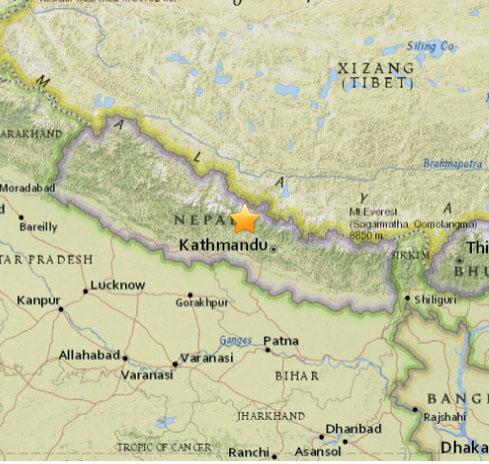 Siling Co
XIZANG
(TIBET)
M
A
L
A
Y
A
ARAKHAND
Brahmaputra
Moradabad
d
Bareilly
NEPA
Mt Everest
(Sagarmatha, Qomolangma)
8850 m
Kathmandu
SIKKIM
Thi
BHU
TAR PRADESH
Lucknow
Kanpur
Gorakhpur
Shiliguri
Ganges
Patna
Allahabad
Varanasi
Varanasi
BIHAR
BANG
JHARKHAND
Rajshahi
Dhanbad
TROPIC OF CANCER
Ranchi
Asansol
Dhaka